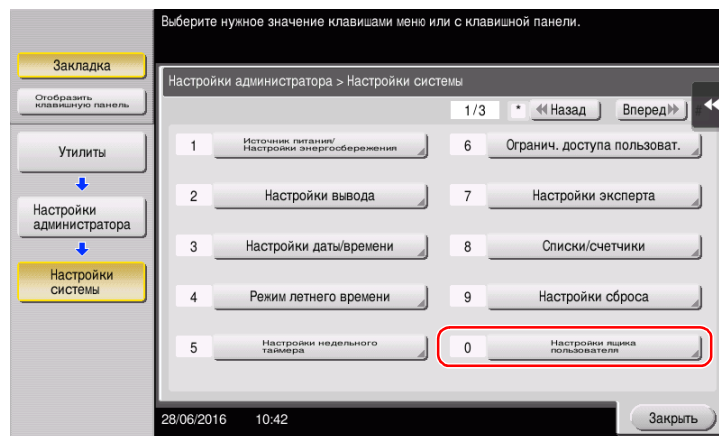 Выберите нужное значение клавишами меню или с клавишной панели.
Закладка
Отобразить
клавишную панель
Утилиты
Настройки
администратора
Настройки
системы
Настройки администратора > Настройки системы
1/3 * Назад Вперед #
1 Источник питания/
Настройки энергосбережения
6 Огранич. доступа пользоват.
2 Настройки вывода
7 Настройки эксперта
3 Настройки даты/времени
8 Списки/счетчики
4 Режим летнего времени
9 Настройки сброса
5 Настройки недельного
таймера
0 Настройки ящика
пользователя
28/06/2016 10:42
Закрыть